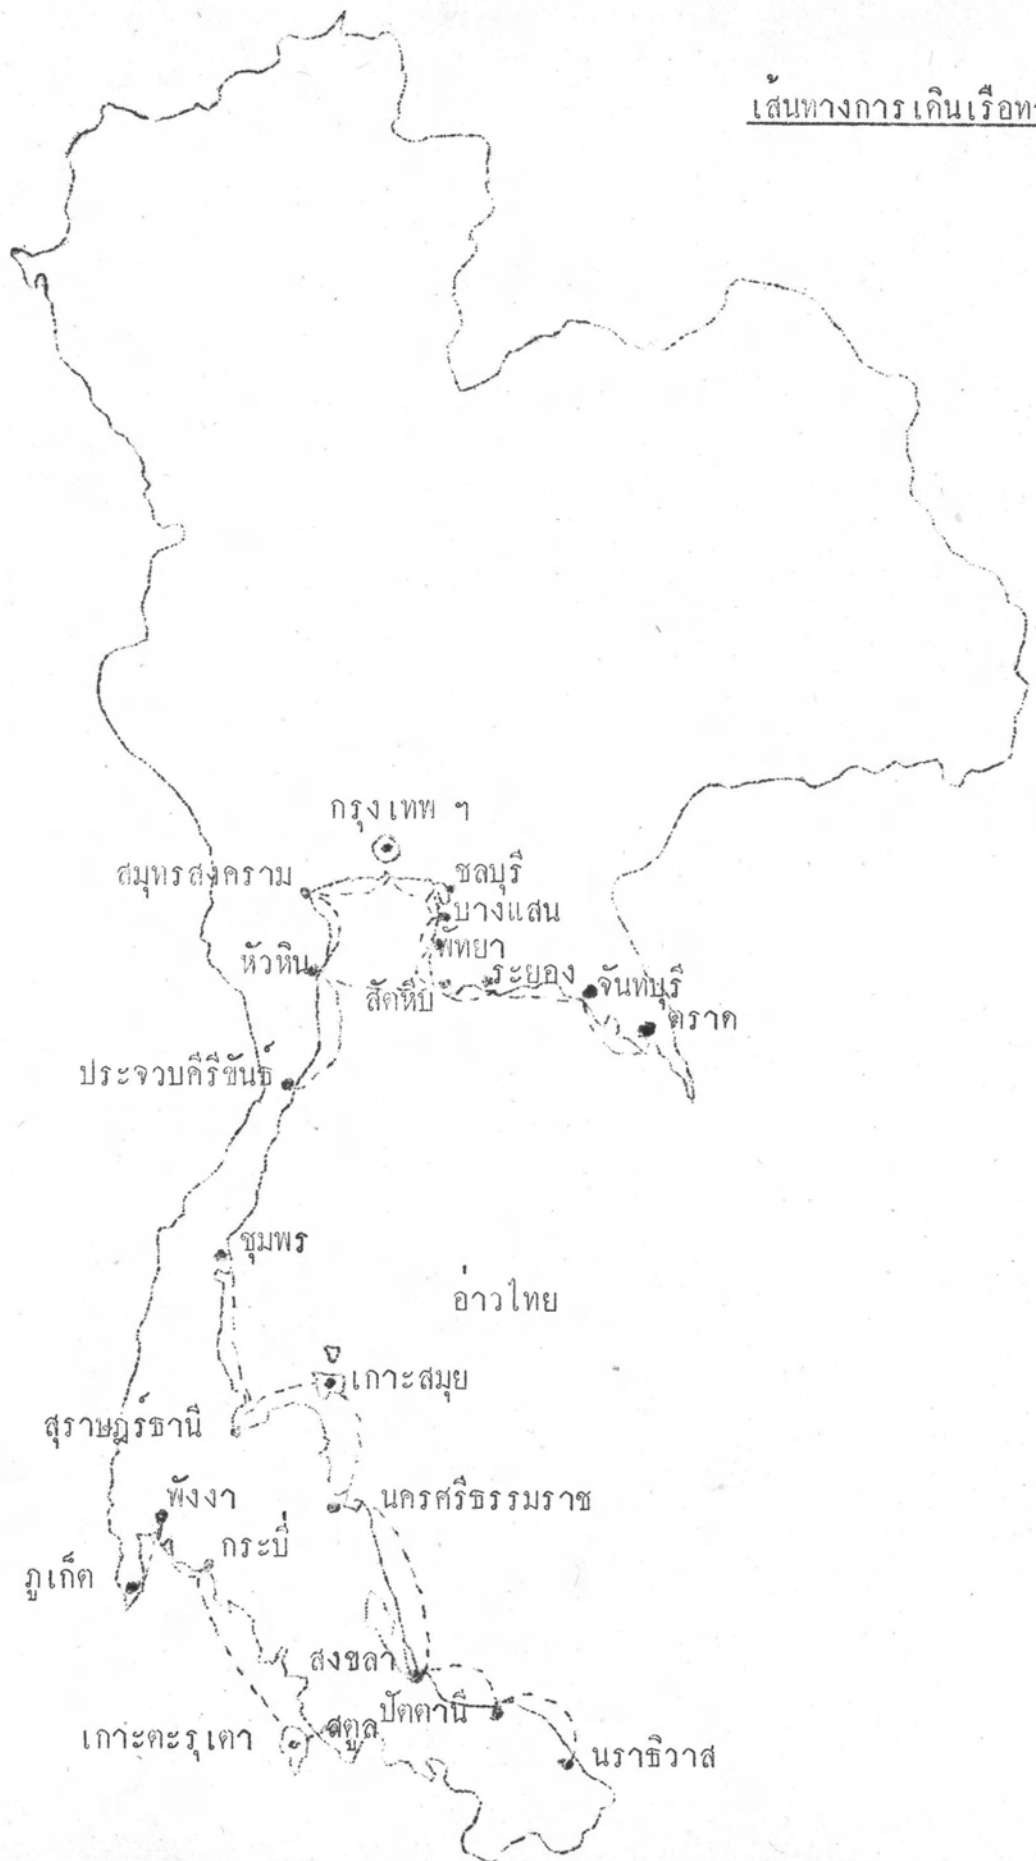 เส้นทางการเดินเรือ
กรุงเทพ ฯ
สมุทรสงคราม
ชลบุรี
บางแสน
พัทยา
หัวหิน
ระยอง
สัตหีบ
จันทบุรี
ตราด
ประจวบคีรีขันธ์
ชุมพร
อ่าวไทย
เกาะสมุย
สุราษฎร์ธานี
พังงา
นครศรีธรรมราช
กระบี่
ภูเก็ต
สงขลา
ปัตตานี
สตูล
เกาะตะรุเตา
นราธิวาส